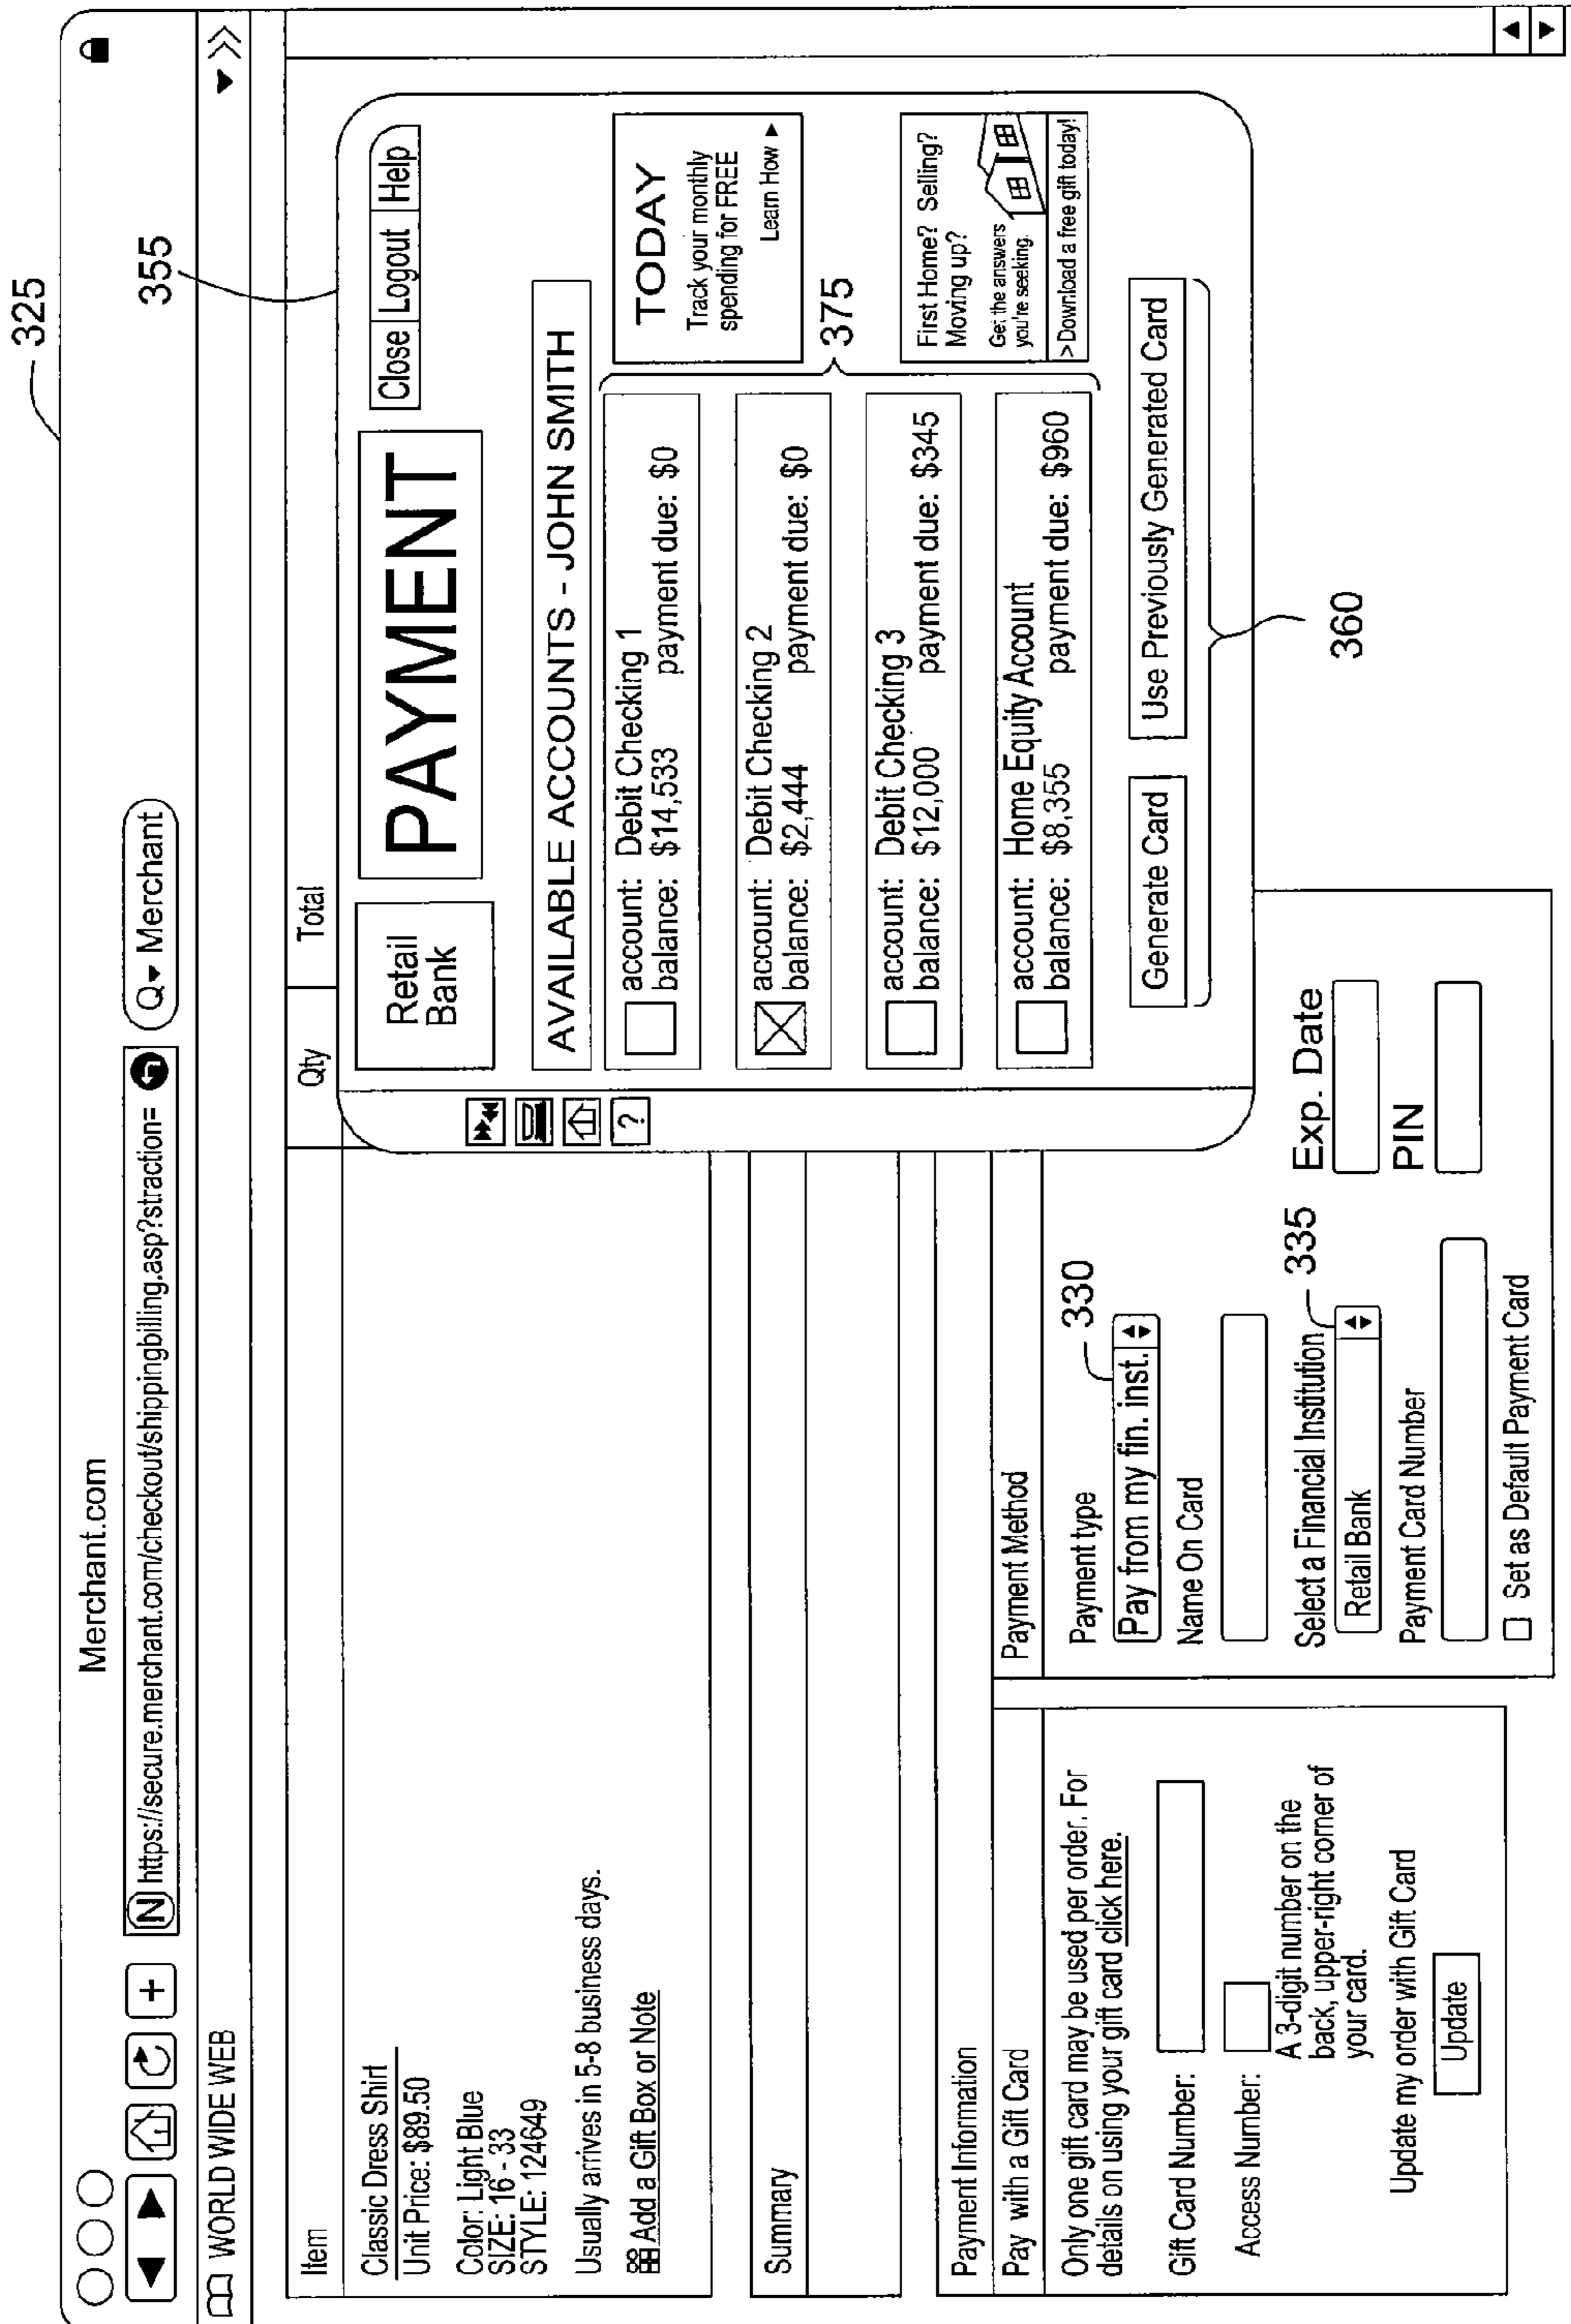 325
Merchant.com
https://secure.merchant.com/checkout/shippingbilling.asp?straction=
Q Merchant
WORLD WIDE WEB
355
Item
Qty
Total
Classic Dress Shirt
Unit Price: $89.50
Color: Light Blue
SIZE: 16 - 33
STYLE: 124649
Usually arrives in 5-8 business days.
Add a Gift Box or Note
Summary
Payment Information
Pay with a Gift Card
Only one gift card may be used per order. For
details on using your gift card click here.
Gift Card Number:
Access Number:
A 3-digit number on the
back, upper-right corner of
your card.
Update my order with Gift Card
Update
Payment Method
Payment type
330
Pay from my fin. inst.
Name On Card
Select a Financial Institution
335
Retail Bank
Exp. Date
Payment Card Number
PIN
Set as Default Payment Card
Retail
Bank
PAYMENT
Close Logout Help
?
AVAILABLE ACCOUNTS - JOHN SMITH
account: Debit Checking 1
balance: $14,533 payment due: $0
account: Debit Checking 2
balance: $2,444 payment due: $0
account: Debit Checking 3
balance: $12,000 payment due: $345
account: Home Equity Account
balance: $8,355 payment due: $960
375
TODAY
Track your monthly
spending for FREE
Learn How ►
First Home? Selling?
Moving up?
Get the answers
you're seeking.
>Download a free gift today!
Generate Card
Use Previously Generated Card
360